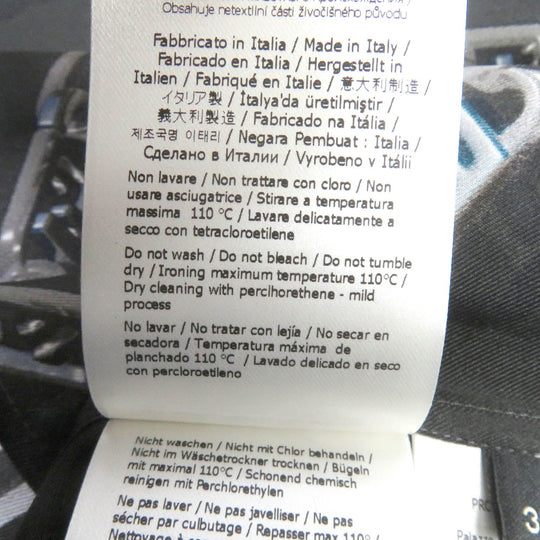 Obsahuje netextilní části živočišného původu
Fabbricato in Italia / Made in Italy /
Fabricado en Italia / Hergestellt in
Italien / Fabriqué en Italie / 意大利制造 /
イタリア製 / İtalya'da üretilmiştir /
義大利製造 / Fabricado na Itália /
제조국명 이태리 / Negara Pembuat : Italia /
Сделано в Италии / Vyrobeno v Itálii
Non lavare / Non trattare con cloro / Non
usare asciugatrice / Stirare a temperatura
massima 110 °C / Lavare delicatamente a
secco con tetracloroetilene
Do not wash / Do not bleach / Do not tumble
dry / Ironing maximum temperature 110°C /
Dry cleaning with perclhorethene - mild
process
No lavar / No tratar con lejía / No secar en
secadora / Temperatura máxima de
planchado 110 °C / Lavado delicado en seco
con percloroetileno
Nicht waschen / Nicht mit Chlor behandeln /
Nicht im Wäschetrockner trocknen / Bügeln
mit maximal 110°C / Schonend chemisch
reinigen mit Perchlorethylen
Ne pas laver / Ne pas javelliser / Ne pas
sécher par culbutage / Repasser max 110° /
Nettoyage à
PRC
Palazzo
3